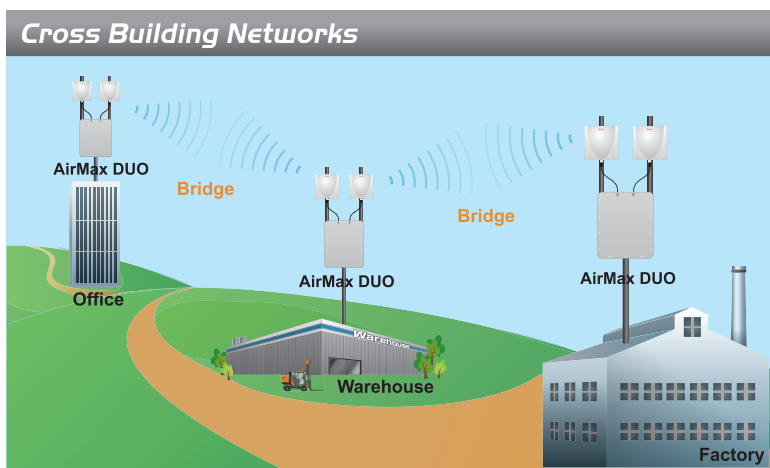 Cross Building Networks
AirMax DUO
Bridge
Bridge
AirMax DUO
AirMax DUO
Office
Warehouse
Warehouse
Factory